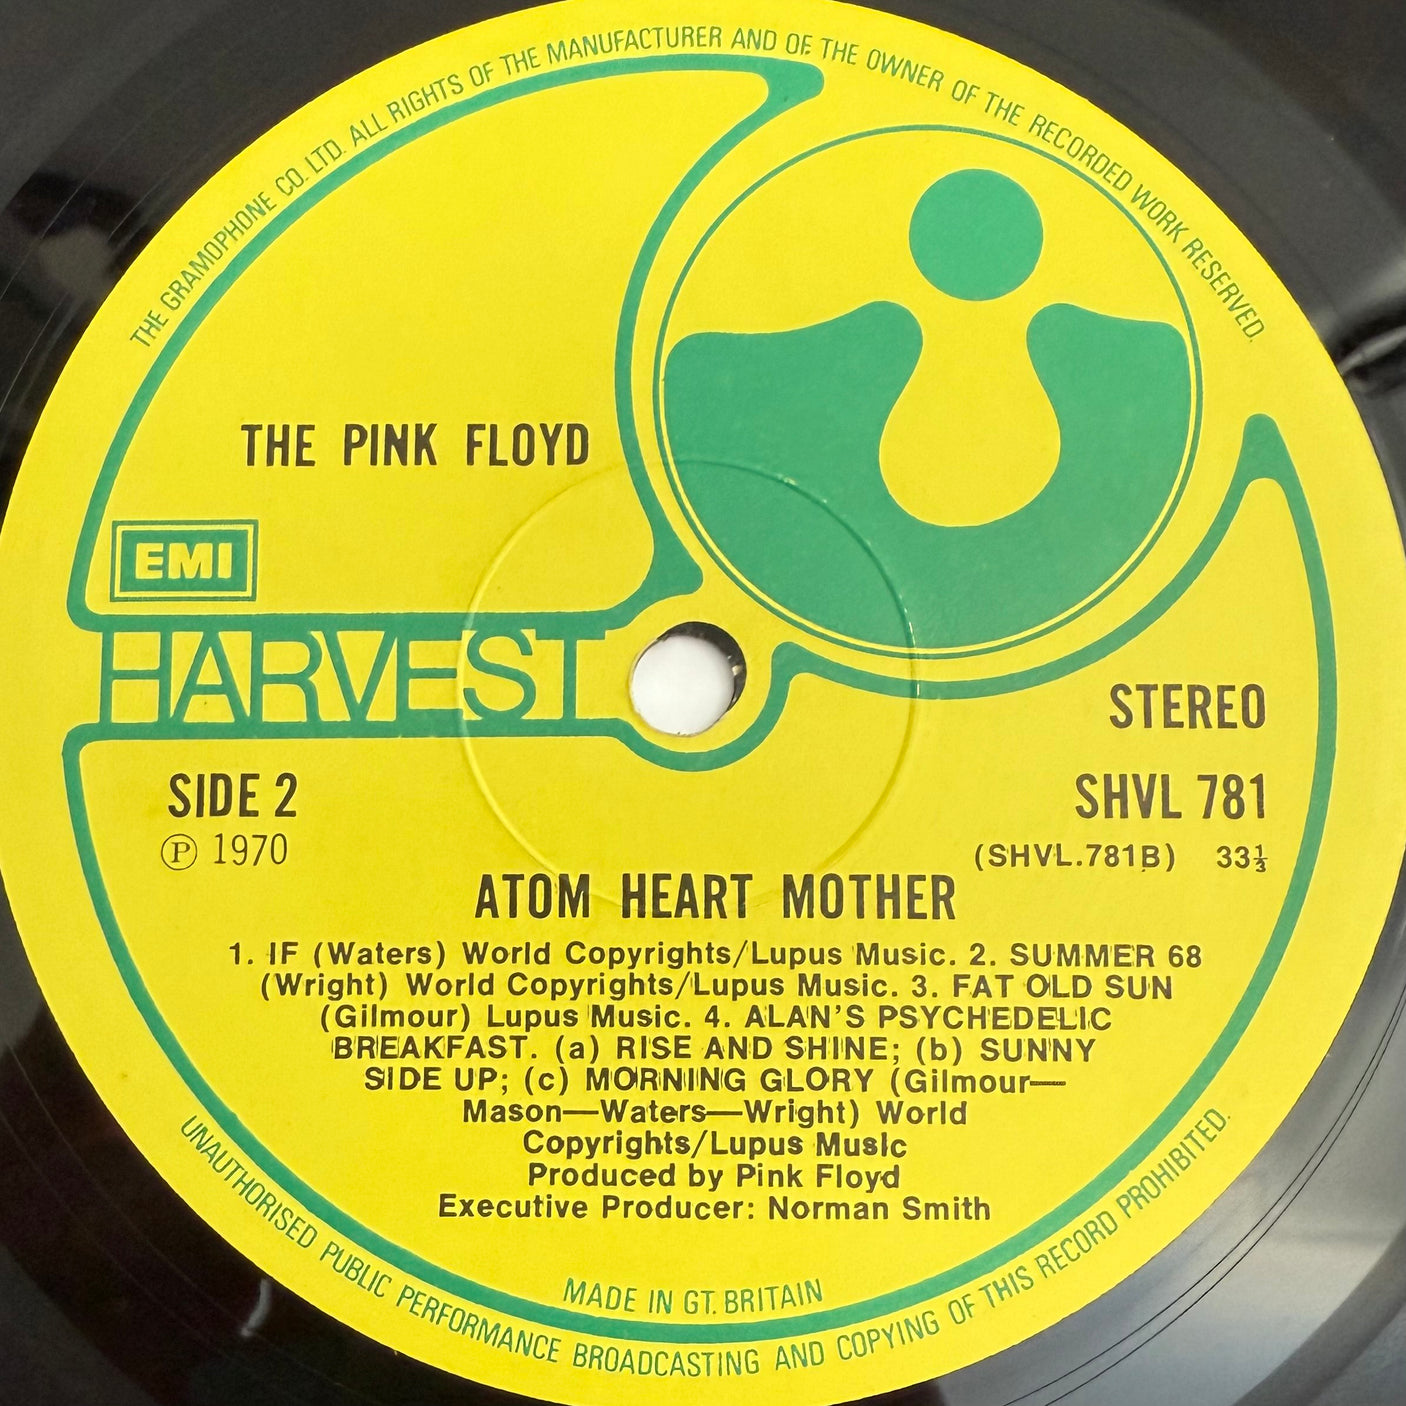 THE GRAMOPHONE CO. LTD. ALL RIGHTS OF THE MANUFACTURER AND OF THE OWNER OF THE RECORDED WORK RESERVED.
THE PINK FLOYD
EMI
HARVEST
STEREO
SIDE 2
SHVL 781
Ⓟ 1970
(SHVL.781B) 33⅓
ATOM HEART MOTHER
1. IF (Waters) World Copyrights/Lupus Music. 2. SUMMER 68
(Wright) World Copyrights/Lupus Music. 3. FAT OLD SUN
(Gilmour) Lupus Music. 4. ALAN'S PSYCHEDELIC
BREAKFAST. (a) RISE AND SHINE; (b) SUNNY
SIDE UP; (c) MORNING GLORY (Gilmour—
Mason—Waters—Wright) World
Copyrights/Lupus Music
Produced by Pink Floyd
Executive Producer: Norman Smith
MADE IN GT. BRITAIN
UNAUTHORISED PUBLIC PERFORMANCE BROADCASTING AND COPYING OF THIS RECORD PROHIBITED.